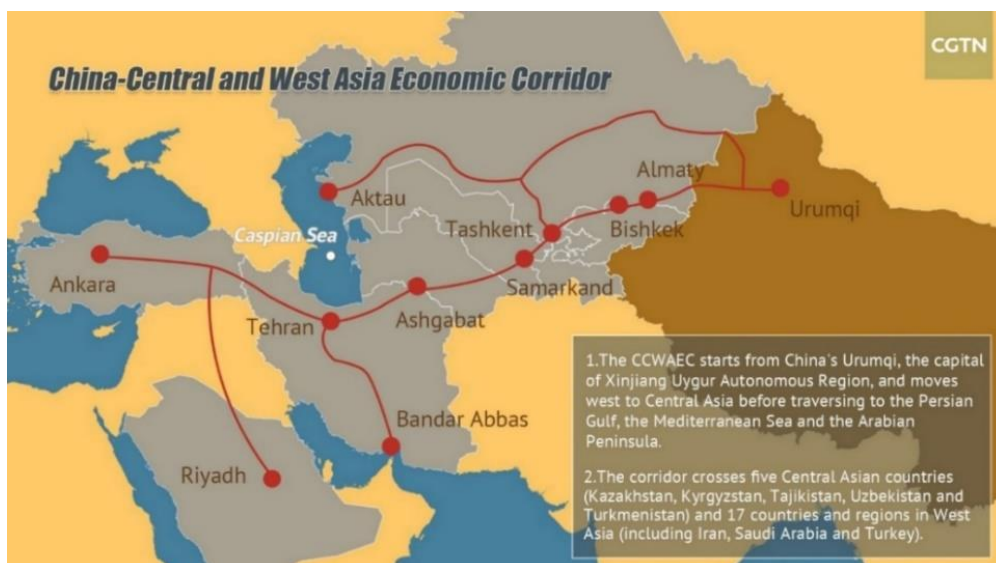 CGTN
China-Central and West Asia Economic Corridor
Almaty
Aktau
Urumqi
Tashkent
Bishkek
Caspian Sea
Ankara
Samarkand
Tehran
Ashgabat
1.The CCWAEC starts from China's Urumqi, the capital
of Xinjiang Uygur Autonomous Region, and moves
west to Central Asia before traversing to the Persian
Gulf, the Mediterranean Sea and the Arabian
Peninsula.
Bandar Abbas
Riyadh
2.The corridor crosses five Central Asian countries
(Kazakhstan, Kyrgyzstan, Tajikistan, Uzbekistan and
Turkmenistan) and 17 countries and regions in West
Asia (including Iran, Saudi Arabia and Turkey).